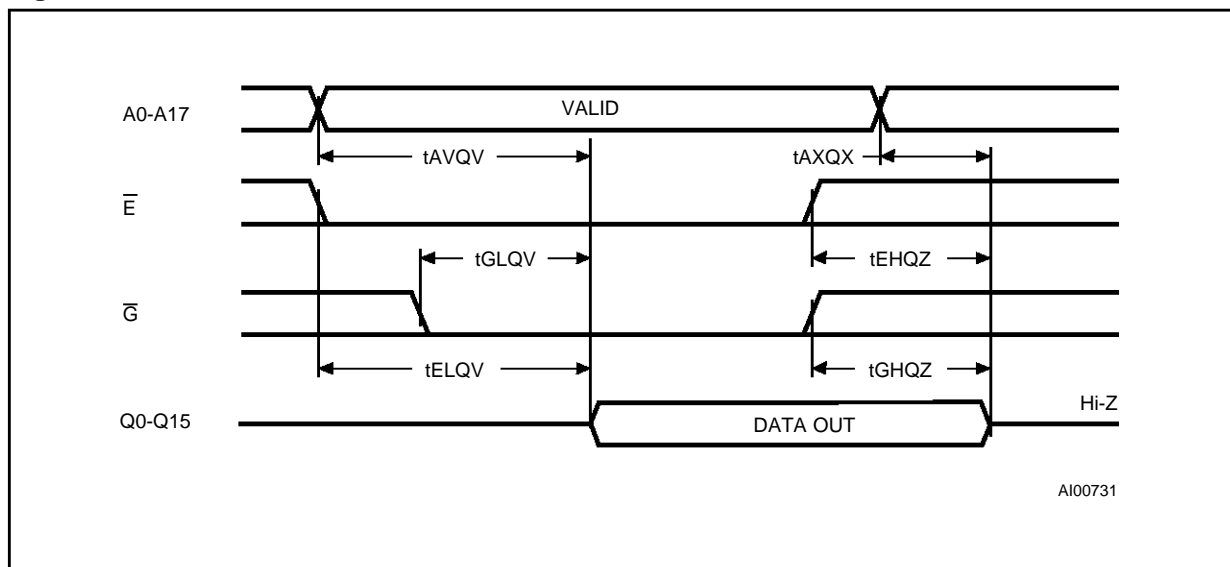 A0-A17
VALID
tAVQV
tAXQX
E
tGLQV
tEHQZ
G
tELQV
tGHQZ
Q0-Q15
DATA OUT
Hi-Z
AI00731